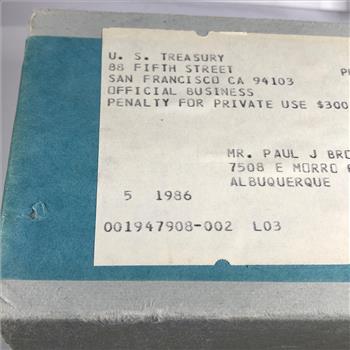 U. S. TREASURY
88 FIFTH STREET
SAN FRANCISCO CA 94103
OFFICIAL BUSINESS
PENALTY FOR PRIVATE USE $300
MR. PAUL J
7508 E MORRO
ALBUQUERQUE
5 1986
001947908-002 L03